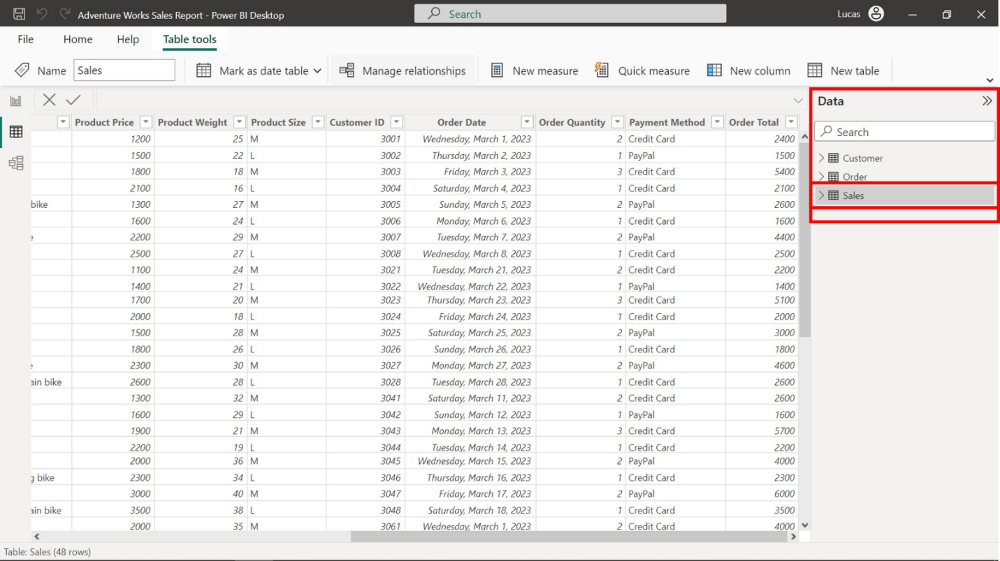 Adventure Works Sales Report - Power BI Desktop Search Lucas
File Home Help Table tools
Name Sales Mark as date table Manage relationships New measure Quick measure New column New table
Data
Product Price Product Weight Product Size Customer ID Order Date Order Quantity Payment Method Order Total
Search
1200 25 M 3001 Wednesday, March 1, 2023 2 Credit Card 2400
1500 22 L 3002 Thursday, March 2, 2023 1 PayPal 1500
Customer
1800 18 M 3003 Friday, March 3, 2023 3 Credit Card 5400
Order
2100 16 L 3004 Saturday, March 4, 2023 1 Credit Card 2100
Sales
bike 1300 27 M 3005 Sunday, March 5, 2023 2 PayPal 2600
1600 24 L 3006 Monday, March 6, 2023 1 Credit Card 1600
e 2200 29 M 3007 Tuesday, March 7, 2023 2 PayPal 4400
2500 27 L 3008 Wednesday, March 8, 2023 1 Credit Card 2500
1100 24 M 3021 Tuesday, March 21, 2023 2 Credit Card 2200
1400 21 L 3022 Wednesday, March 22, 2023 1 PayPal 1400
1700 20 M 3023 Thursday, March 23, 2023 3 Credit Card 5100
2000 18 L 3024 Friday, March 24, 2023 1 Credit Card 2000
1500 28 M 3025 Saturday, March 25, 2023 2 PayPal 3000
1800 26 L 3026 Sunday, March 26, 2023 1 Credit Card 1800
e 2300 30 M 3027 Monday, March 27, 2023 2 PayPal 4600
ain bike 2600 28 L 3028 Tuesday, March 28, 2023 1 Credit Card 2600
1300 32 M 3041 Saturday, March 11, 2023 2 Credit Card 2600
1600 29 L 3042 Sunday, March 12, 2023 1 PayPal 1600
1900 21 M 3043 Monday, March 13, 2023 3 Credit Card 5700
2200 19 L 3044 Tuesday, March 14, 2023 1 Credit Card 2200
2000 36 M 3045 Wednesday, March 15, 2023 2 PayPal 4000
g bike 2300 34 L 3046 Thursday, March 16, 2023 1 Credit Card 2300
3000 40 M 3047 Friday, March 17, 2023 2 PayPal 6000
ain bike 3500 38 L 3048 Saturday, March 18, 2023 1 Credit Card 3500
2000 35 M 3061 Wednesday, March 1, 2023 2 Credit Card 4000
Table: Sales (48 rows)